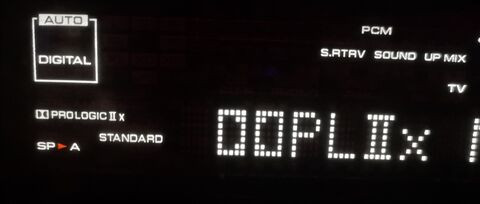 AUTO
DIGITAL
PCM
S.RTRV SOUND UP MIX
TV
PRO LOGIC II x
STANDARD
SP►A
DDPLIIx